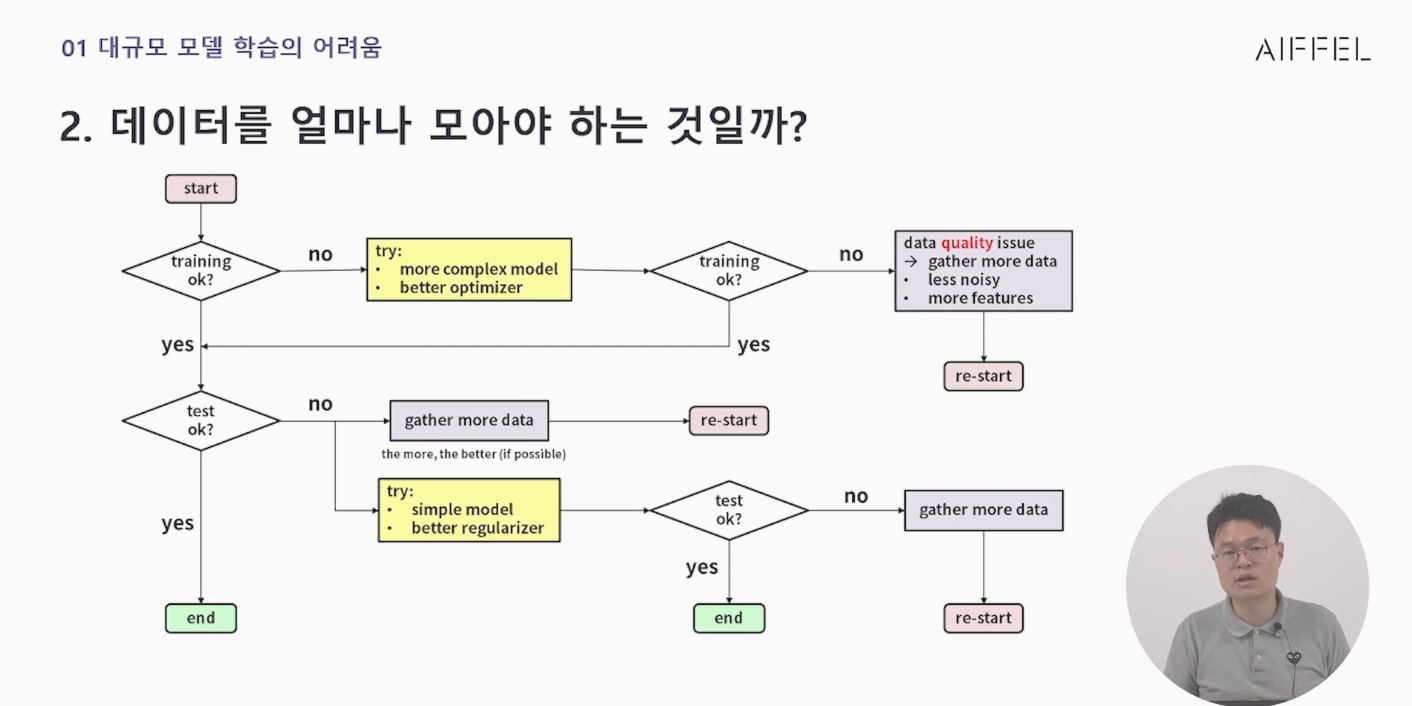 01 대규모 모델 학습의 어려움
AIFFEL
2. 데이터를 얼마나 모아야 하는 것일까?
start
training
ok?
no
try:
• more complex model
• better optimizer
training
ok?
no
data quality issue
→ gather more data
• less noisy
• more features
yes
yes
re-start
test
ok?
no
gather more data
re-start
the more, the better (if possible)
try:
• simple model
• better regularizer
test
ok?
no
gather more data
yes
yes
end
end
re-start